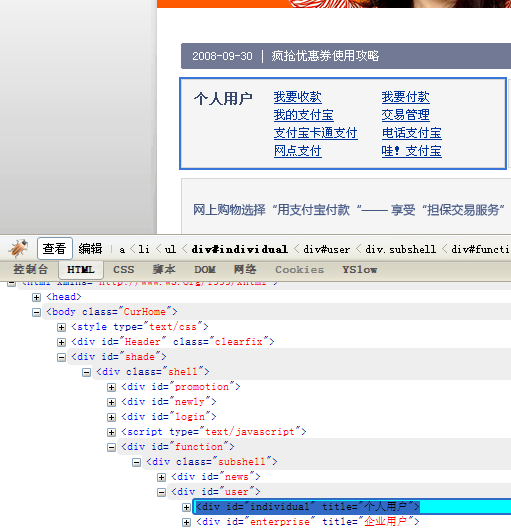 2008-09-30 | 疯抢优惠券使用攻略
个人用户 我要收款 我要付款
我的支付宝 交易管理
支付宝卡通支付 电话支付宝
网点支付 哇！支付宝
网上购物选择“用支付宝付款“——享受“担保交易服务”
查看 编辑 a < li < ul < div#individual < div#user < div.subshell < div#functi
控制台 HTML CSS 脚本 DOM 网络 Cookies YSlow
<html xmlns="http://www.w3.org/1999/xhtml">
<head>
<body class="CurHome">
<style type="text/css">
<div id="Header" class="clearfix">
<div id="shade">
<div class="shell">
<div id="promotion">
<div id="newly">
<div id="login">
<script type="text/javascript">
<div id="function">
<div class="subshell">
<div id="news">
<div id="user">
<div id="individual" title="个人用户">
<div id="enterprise" title="企业用户">